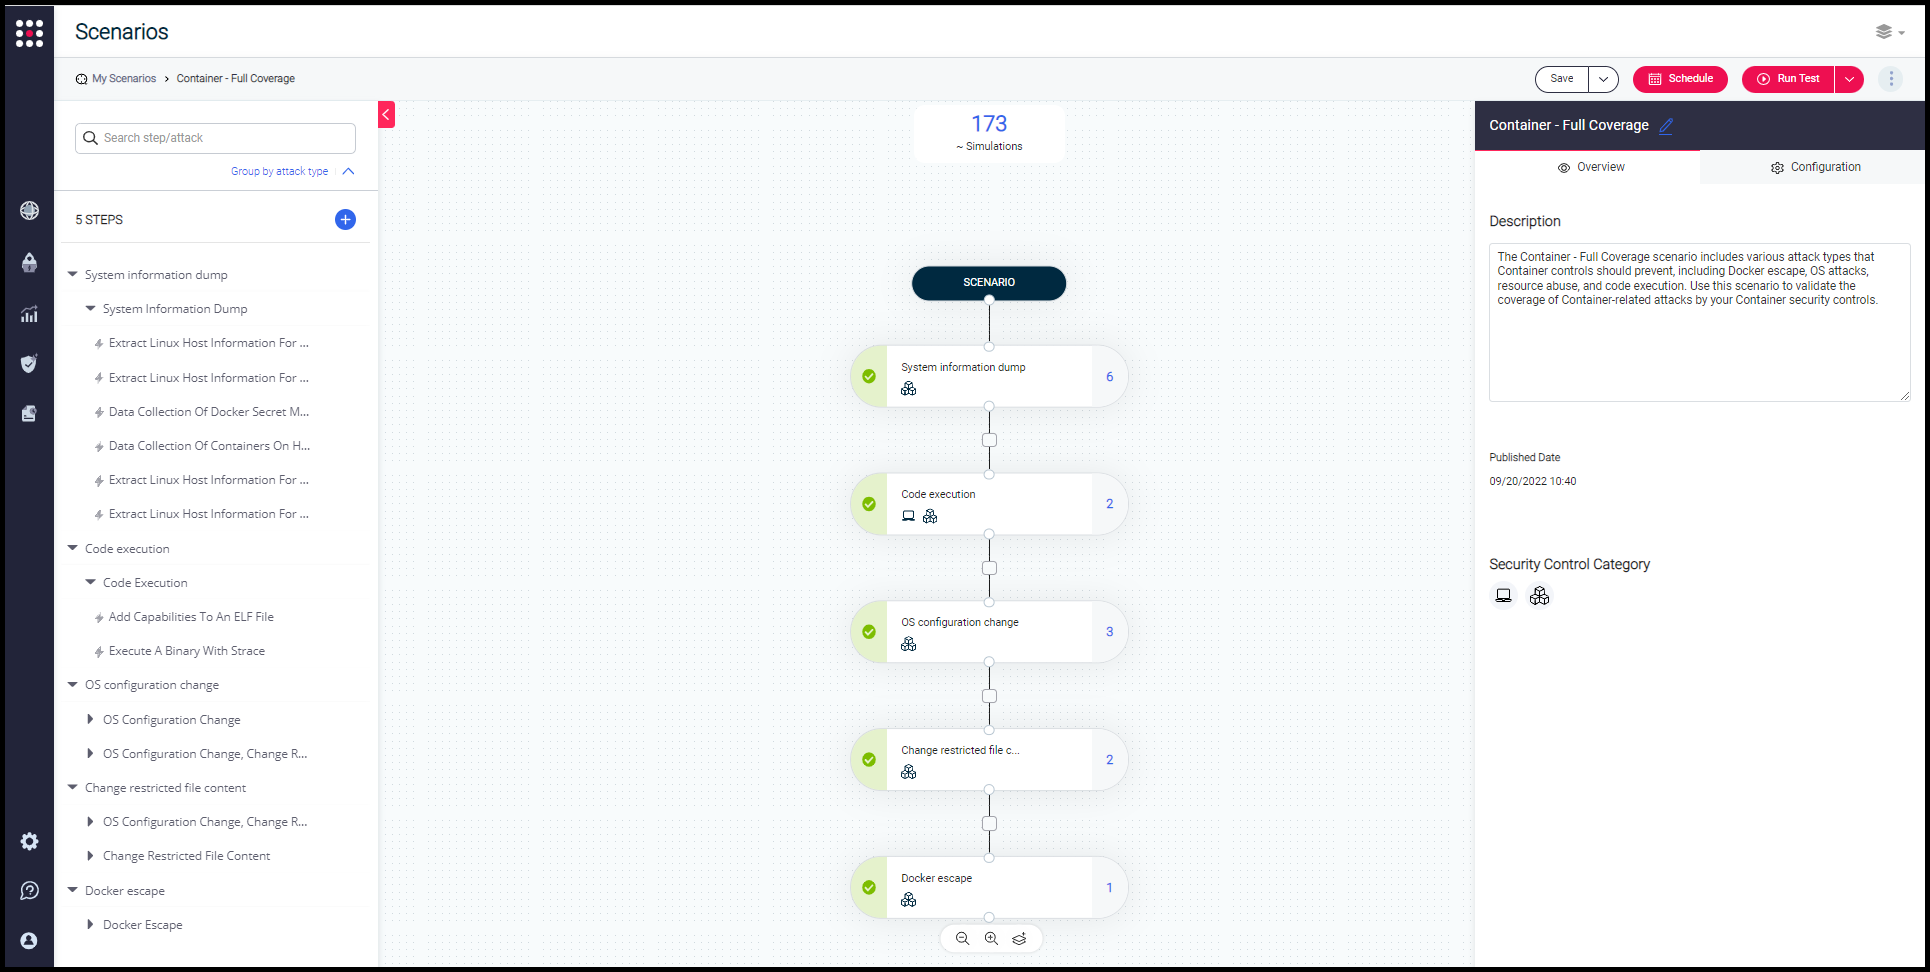 Scenarios
My Scenarios > Container - Full Coverage
Save
Schedule
Run Test
Search step/attack
Group by attack type
5 STEPS
System information dump
System Information Dump
Extract Linux Host Information For ...
Extract Linux Host Information For ...
Data Collection Of Docker Secret M...
Data Collection Of Containers On H...
Extract Linux Host Information For ...
Extract Linux Host Information For ...
Code execution
Code Execution
Add Capabilities To An ELF File
Execute A Binary With Strace
OS configuration change
OS Configuration Change
OS Configuration Change, Change R...
Change restricted file content
OS Configuration Change, Change R...
Change Restricted File Content
Docker escape
Docker Escape
173
~ Simulations
SCENARIO
System information dump
6
Code execution
2
OS configuration change
3
Change restricted file c...
2
Docker escape
1
Container - Full Coverage
Overview
Configuration
Description
The Container - Full Coverage scenario includes various attack types that
Container controls should prevent, including Docker escape, OS attacks,
resource abuse, and code execution. Use this scenario to validate the
coverage of Container-related attacks by your Container security controls.
Published Date
09/20/2022 10:40
Security Control Category